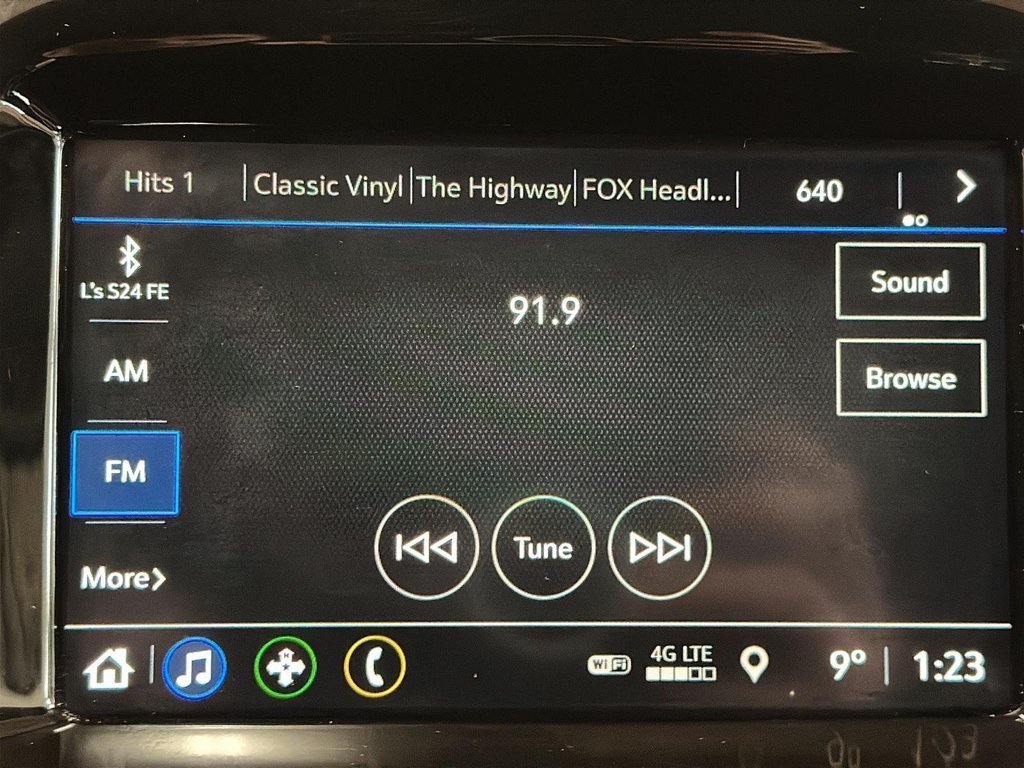 Hits 1 Classic Vinyl The Highway FOX Headl... 640
L's S24 FE
91.9
Sound
AM
Browse
FM
Tune
More
WiFi 4G LTE 9° 1:23